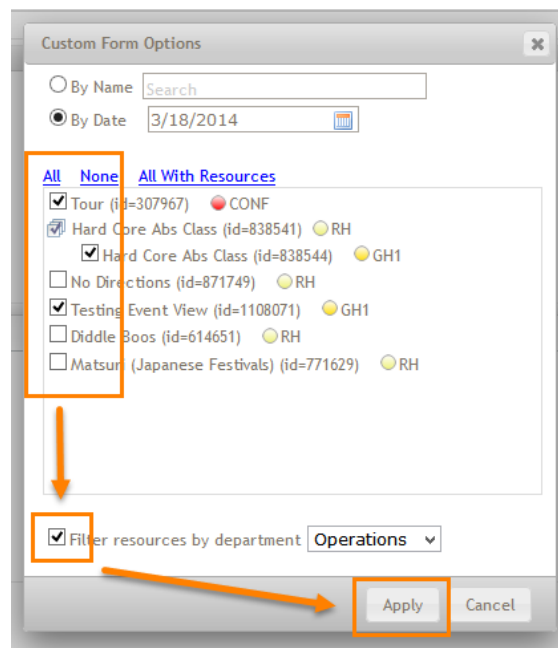 Custom Form Options
By Name Search
By Date 3/18/2014
All None All With Resources
Tour (id=307967) CONF
Hard Core Abs Class (id=838541) RH
Hard Core Abs Class (id=838544) GH1
No Directions (id=871749) RH
Testing Event View (id=1108071) GH1
Diddle Boos (id=614651) RH
Matsuri (Japanese Festivals) (id=771629) RH
Filter resources by department Operations
Apply Cancel